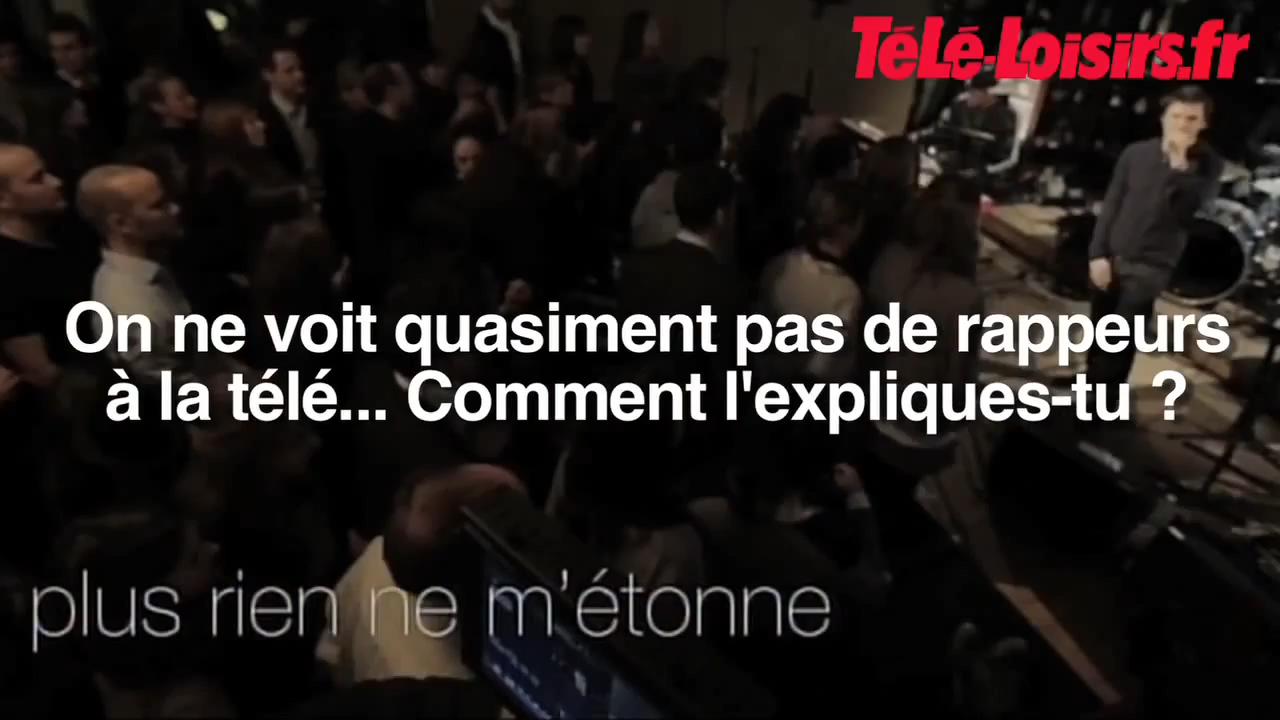 Télé-Loisirs.fr
On ne voit quasiment pas de rappeurs
à la télé... Comment l'expliques-tu ?
plus rien ne m'étonne